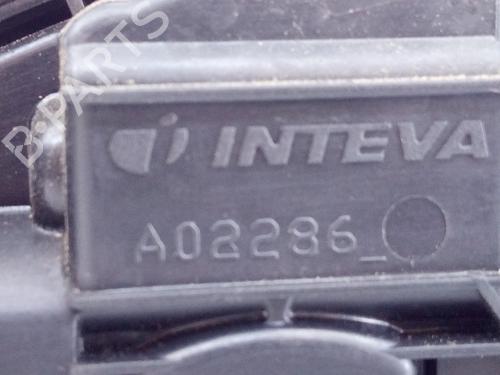 B-PARTS
INTEVA
A02286_